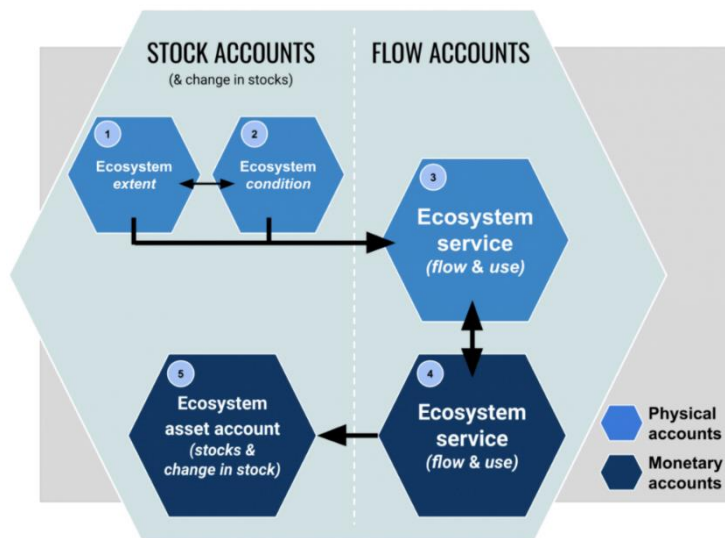 STOCK ACCOUNTS
(& change in stocks)
FLOW ACCOUNTS
1
Ecosystem
extent
2
Ecosystem
condition
3
Ecosystem
service
(flow & use)
5
Ecosystem
asset account
(stocks &
change in stock)
4
Ecosystem
service
(flow & use)
Physical
accounts
Monetary
accounts